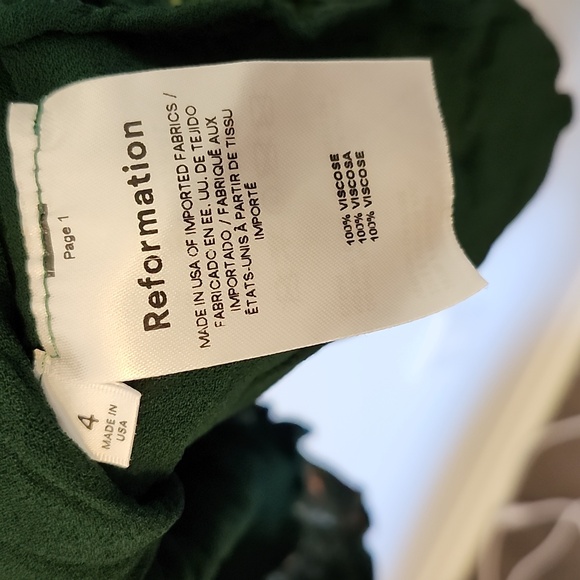 Page 1
Reformation
MADE IN USA OF IMPORTED FABRICS /
FABRICADO EN EE. UU. DE TEJIDO
IMPORTADO / FABRIQUÉ AUX
ÉTATS-UNIS À PARTIR DE TISSU
IMPORTÉ
100% VISCOSE
100% VISCOSA
100% VISCOSE
4
MADE IN
USA